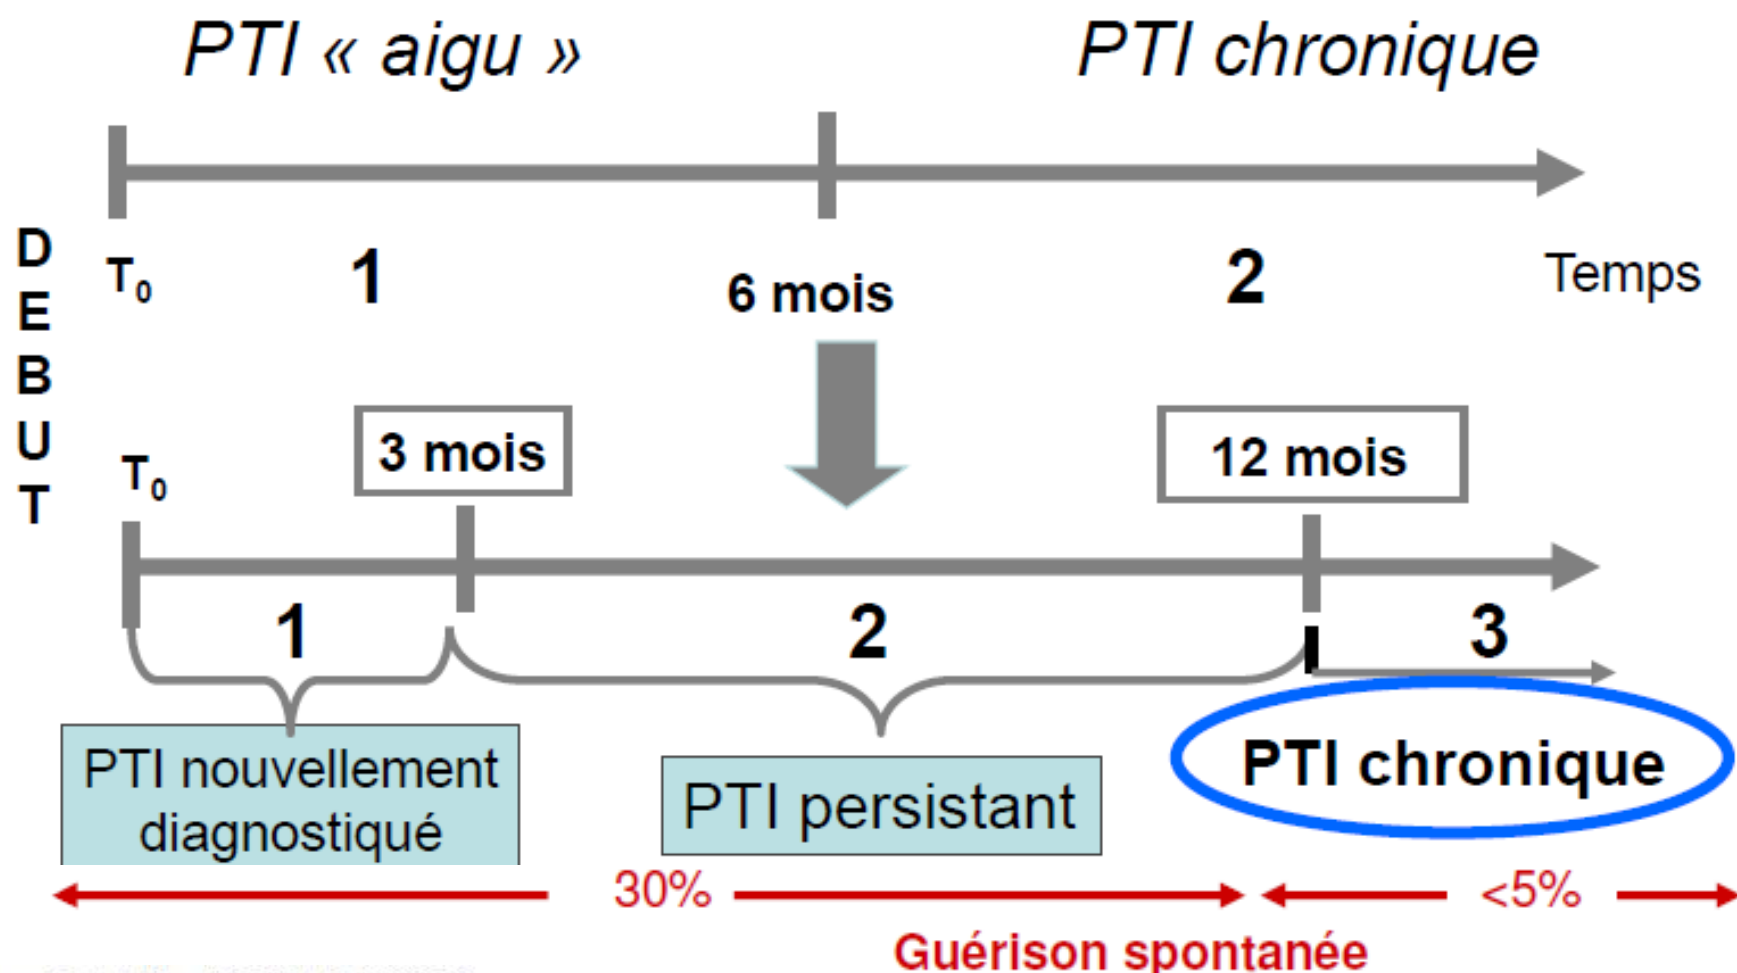 PTI « aigu »
PTI chronique
DEBUT
T0
1
6 mois
2
Temps
T0
3 mois
12 mois
1
2
3
PTI nouvellement
diagnostiqué
PTI persistant
PTI chronique
30%
<5%
Guérison spontanée